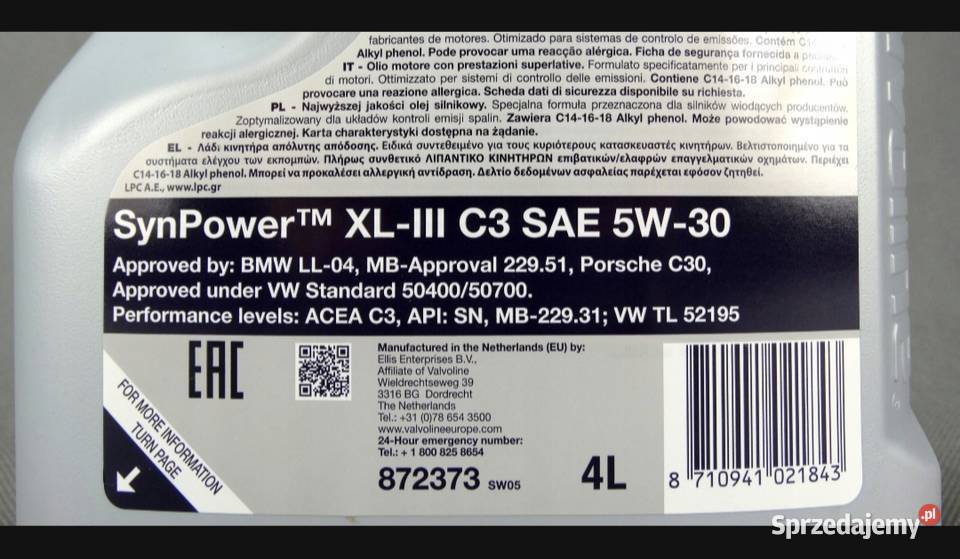 fabricantes de motores. Otimizado para sistemas de controlo de emissões. Contém C14-
Alkyl phenol. Pode provocar uma reacção alérgica. Ficha de segurança fornecida a
IT - Olio motore con prestazioni superlative. Formulato specificatamente per i principali costruttori
di motori. Ottimizzato per sistemi di controllo delle emissioni. Contiene C14-16-18 Alkyl phenol. Può
provocare una reazione allergica. Scheda dati di sicurezza disponibile su richiesta.
PL - Najwyższej jakości olej silnikowy. Specjalna formuła przeznaczona dla silników wiodących producentów.
Zoptymalizowany dla układów kontroli emisji spalin. Zawiera C14-16-18 Alkyl phenol. Może powodować wystąpienie
reakcji alergicznej. Karta charakterystyki dostępna na żądanie.
EL - Λάδι κινητήρα απόλυτης απόδοσης. Ειδικά συντεθειμένο για τους κυριότερους κατασκευαστές κινητήρων. Βελτιστοποιημένο για τα
συστήματα ελέγχου των εκπομπών. Πλήρως συνθετικό ΛΙΠΑΝΤΙΚΟ ΚΙΝΗΤΗΡΩΝ επιβατικών/ελαφρών επαγγελματικών οχημάτων. Περιέχει
C14-16-18 Alkyl phenol. Μπορεί να προκαλέσει αλλεργική αντίδραση. Δελτίο δεδομένων ασφαλείας παρέχεται εφόσον ζητηθεί.
LPC A.E., www.lpc.gr
SynPower™ XL-III C3 SAE 5W-30
Approved by: BMW LL-04, MB-Approval 229.51, Porsche C30,
Approved under VW Standard 50400/50700.
Performance levels: ACEA C3, API: SN, MB-229.31; VW TL 52195
EAC
FOR MORE INFORMATION
TURN PAGE
Manufactured in the Netherlands (EU) by:
Ellis Enterprises B.V.,
Affiliate of Valvoline
Wieldrechtseweg 39
3316 BG Dordrecht
The Netherlands
Tel.: +31 (0)78 654 3500
www.valvolineeurope.com
24-Hour emergency number:
Tel.: + 1 800 825 8654
872373 SW05
4L
8 710941 021843
Sprzedajemy.pl